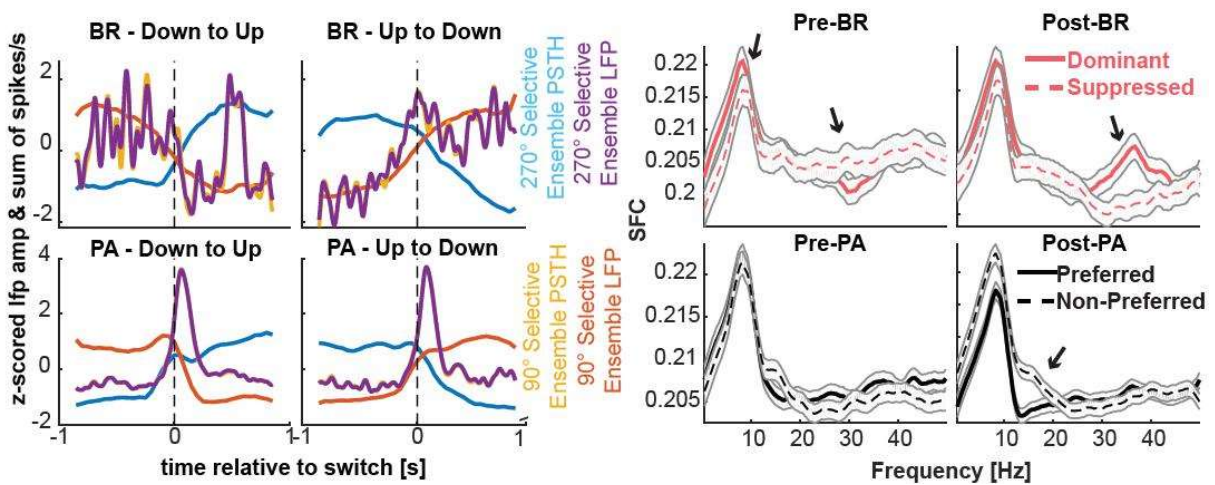 BR - Down to Up
BR - Up to Down
z-scored lfp amp & sum of spikes/s
2
0
-2
270° Selective
Ensemble PSTH
270° Selective
Ensemble LFP
PA - Down to Up
PA - Up to Down
4
2
0
-2
90° Selective
Ensemble PSTH
90° Selective
Ensemble LFP
-1
0
1
-1
0
1
time relative to switch [s]
Pre-BR
Post-BR
Dominant
Suppressed
0.22
0.215
0.21
0.205
0.2
SFC
Pre-PA
Post-PA
Preferred
Non-Preferred
0.22
0.215
0.21
0.205
10
20
30
40
10
20
30
40
Frequency [Hz]